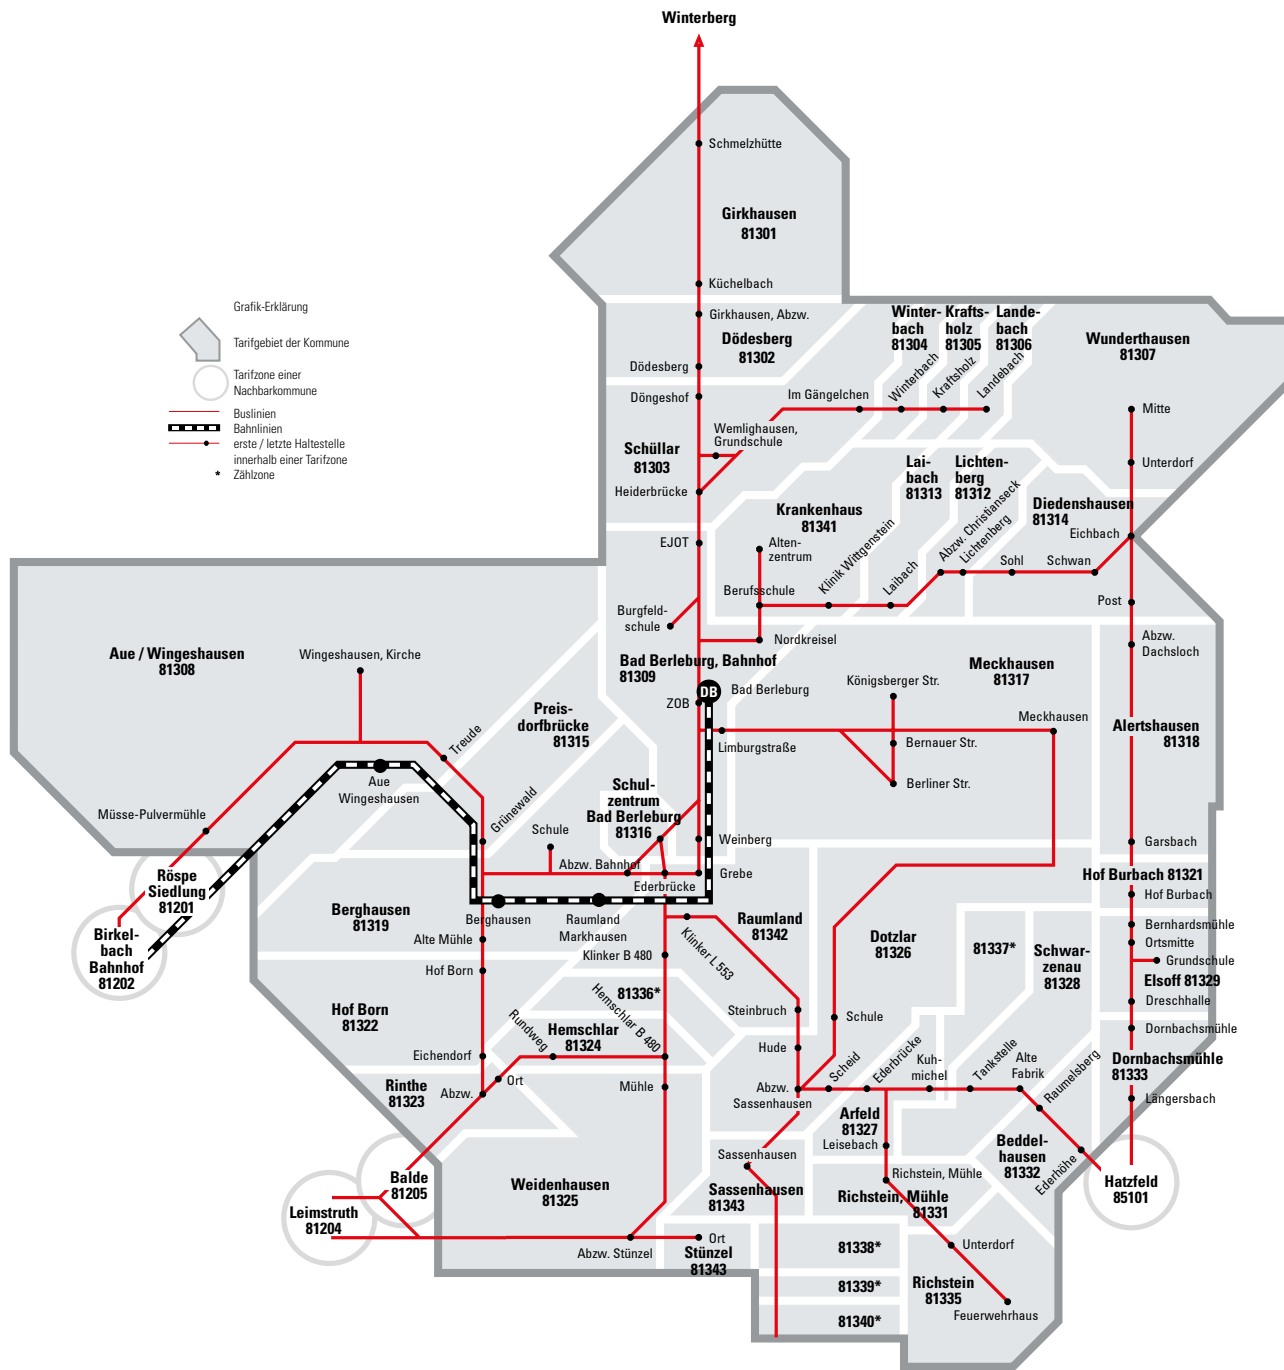 Winterberg
Schmelzhütte
Girkhausen
81301
Küchelbach
Girkhausen, Abzw.
Dödesberg
81302
Dödesberg
Döngeshof
Grafik-Erklärung
Tarifgebiet der Kommune
Tarifzone einer
Nachbarkommune
Buslinien
Bahnlinien
erste / letzte Haltestelle
innerhalb einer Tarifzone
* Zählzone
Winter-
bach
81304
Krafts-
holz
81305
Lande-
bach
81306
Wunderthausen
81307
Im Gängelchen
Winterbach
Kraftsholz
Landebach
Mitte
Unterdorf
Wemlighausen,
Grundschule
Schüllar
81303
Heiderbrücke
Lai-
bach
81313
Lichten-
berg
81312
Diedenshausen
81314
Krankenhaus
81341
EJOT
Alten-
zentrum
Klinik Wittgenstein
Laibach
Abzw. Christianseck
Lichtenberg
Sohl
Schwan
Eichbach
Berufsschule
Burgfeld-
schule
Nordkreisel
Post
Abzw.
Dachsloch
Aue / Wingeshausen
81308
Wingeshausen, Kirche
Bad Berleburg, Bahnhof
81309
DB
Bad Berleburg
ZOB
Meckhausen
81317
Königsberger Str.
Meckhausen
Preis-
dorfbrücke
81315
Treude
Limburgstraße
Bernauer Str.
Berliner Str.
Alertshausen
81318
Aue
Wingeshausen
Müsse-Pulvermühle
Grünewald
Schul-
zentrum
Bad Berleburg
81316
Schule
Abzw. Bahnhof
Weinberg
Garsbach
Ederbrücke
Grebe
Röspe
Siedlung
81201
Birkel-
bach
Bahnhof
81202
Berghausen
81319
Berghausen
Raumland
Markhausen
Alte Mühle
Hof Born
Klinker B 480
Klinker L 553
Raumland
81342
Dotzlar
81326
81337*
Schwar-
zenau
81328
Hof Burbach 81321
Hof Burbach
Bernhardsmühle
Ortsmitte
Grundschule
Elsoff 81329
Dreschhalle
Dornbachsmühle
Dornbachsmühle
81333
Längersbach
Hof Born
81322
81336*
Hemschlar B 480
Steinbruch
Schule
Hude
Eichendorf
Rundweg
Hemschlar
81324
Rinthe
81323
Ort
Abzw.
Mühle
Abzw.
Sassenhausen
Scheid
Ederbrücke
Kuh-
michel
Tankstelle
Alte
Fabrik
Raumelsberg
Arfeld
81327
Leisebach
Beddel-
hausen
81332
Ederhöhe
Hatzfeld
85101
Balde
81205
Leimstruth
81204
Weidenhausen
81325
Sassenhausen
Sassenhausen
81343
Richstein, Mühle
Richstein, Mühle
81331
Abzw. Stünzel
Ort
Stünzel
81343
81338*
81339*
81340*
Unterdorf
Richstein
81335
Feuerwehrhaus